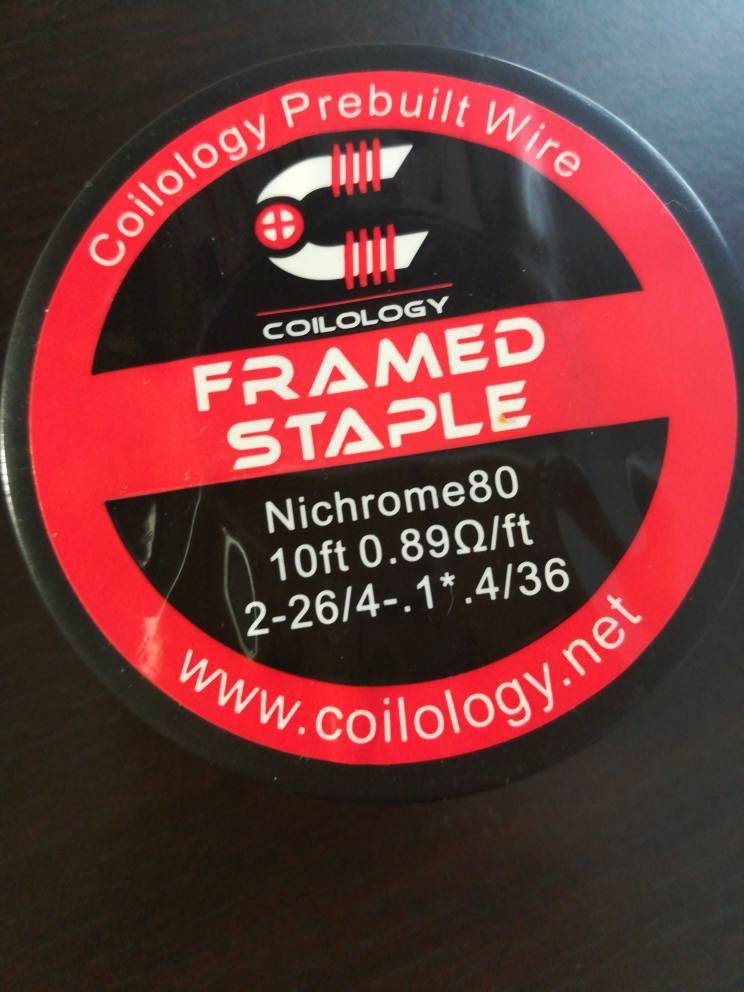 Coilology Prebuilt Wire
COILOLOGY
FRAMED
STAPLE
Nichrome80
10ft 0.89Ω/ft
2-26/4-.1*.4/36
www.coilology.net